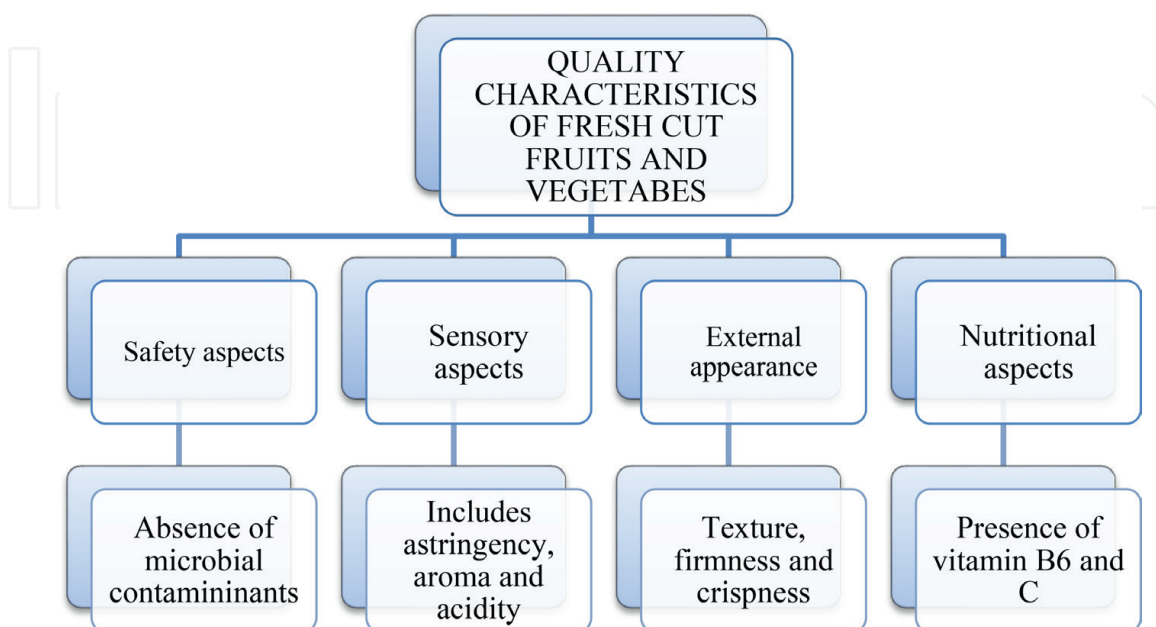 QUALITY
CHARACTERISTICS
OF FRESH CUT
FRUITS AND
VEGETABES
Safety aspects
Sensory
aspects
External
appearance
Nutritional
aspects
Absence of
microbial
contamininants
Includes
astringency,
aroma and
acidity
Texture,
firmness and
crispness
Presence of
vitamin B6 and
C